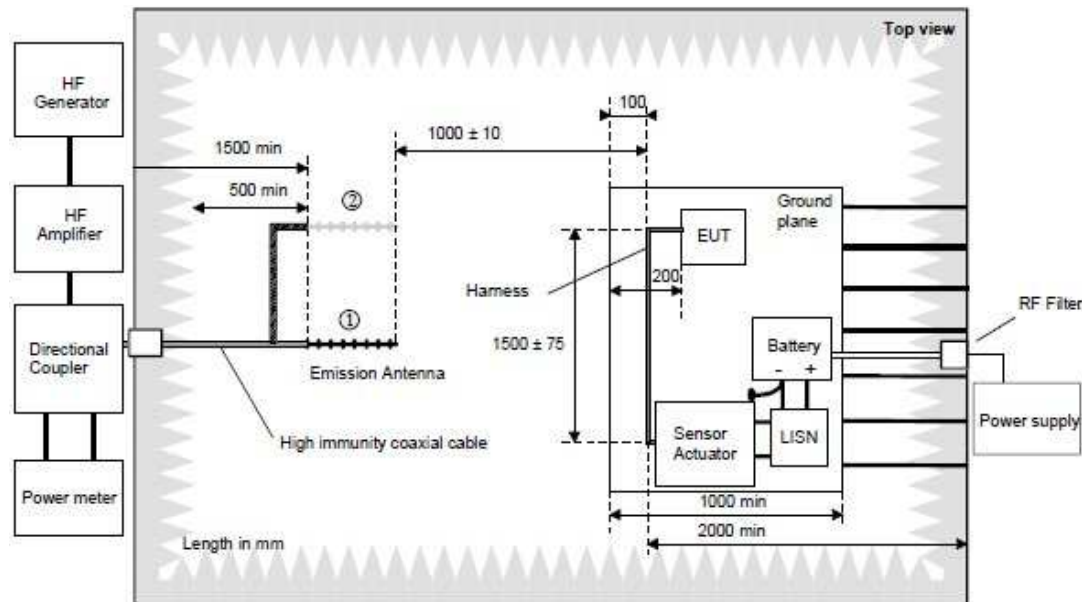 Top view
HF
Generator
HF
Amplifier
Directional
Coupler
Power meter
1500 min
500 min
②
①
Emission Antenna
High immunity coaxial cable
Length in mm
1000 ± 10
100
Ground
plane
EUT
200
Harness
1500 ± 75
Battery
- +
Sensor
Actuator
LISN
RF Filter
Power supply
1000 min
2000 min